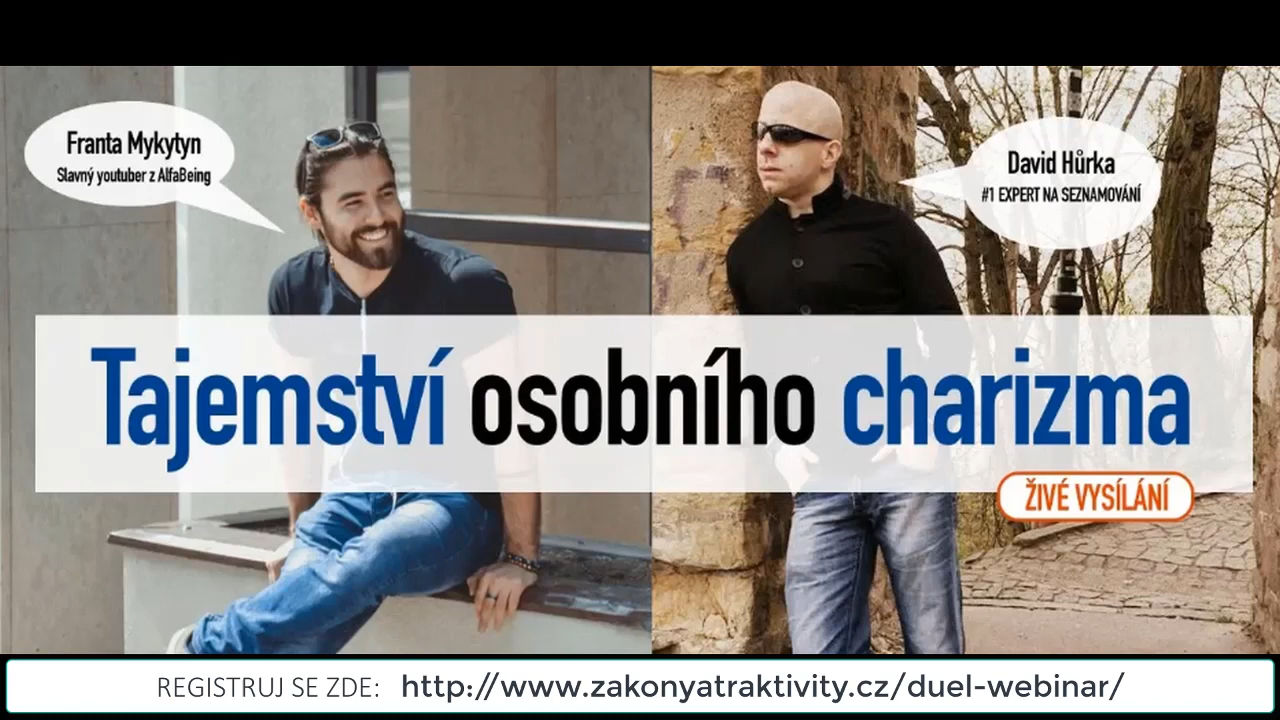 Franta Mykytyn
Slavný youtuber z AlfaBeing
David Hůrka
#1 EXPERT NA SEZNAMOVÁNÍ
Tajemství osobního charizma
ŽIVÉ VYSÍLÁNÍ
REGISTRUJ SE ZDE: http://www.zakonyatraktivity.cz/duel-webinar/